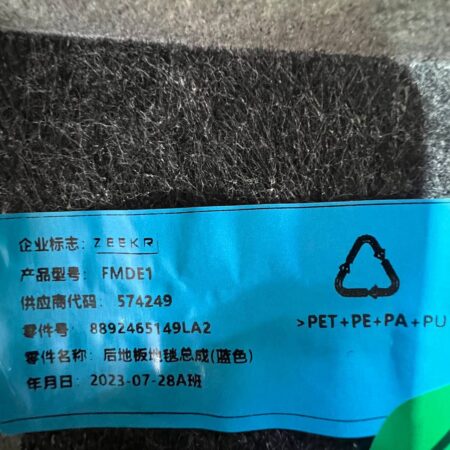 企业标志: ZEEKR
产品型号: FMDE1
供应商代码: 574249
零件号: 8892465149LA2
零件名称: 后地板地毯总成(蓝色)
年月日: 2023-07-28A班
>PET+PE+PA+PU